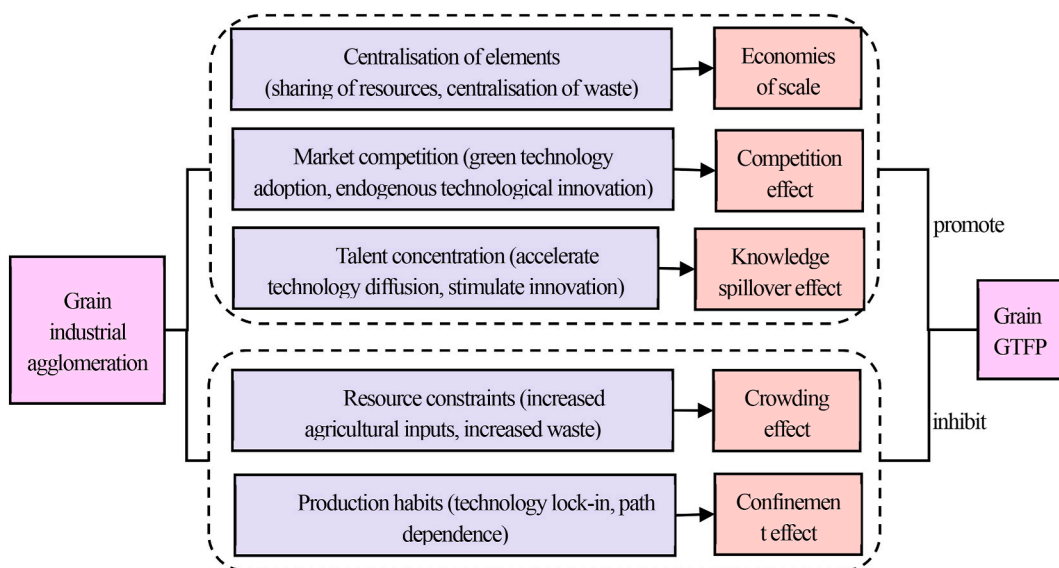 Centralisation of elements
(sharing of resources, centralisation of waste)
Economies
of scale
Market competition (green technology
adoption, endogenous technological innovation)
Competition
effect
promote
Talent concentration (accelerate
technology diffusion, stimulate innovation)
Knowledge
spillover effect
Grain
industrial
agglomeration
Grain
GTFP
Resource constraints (increased
agricultural inputs, increased waste)
Crowding
effect
inhibit
Production habits (technology lock-in, path
dependence)
Confinemen
t effect